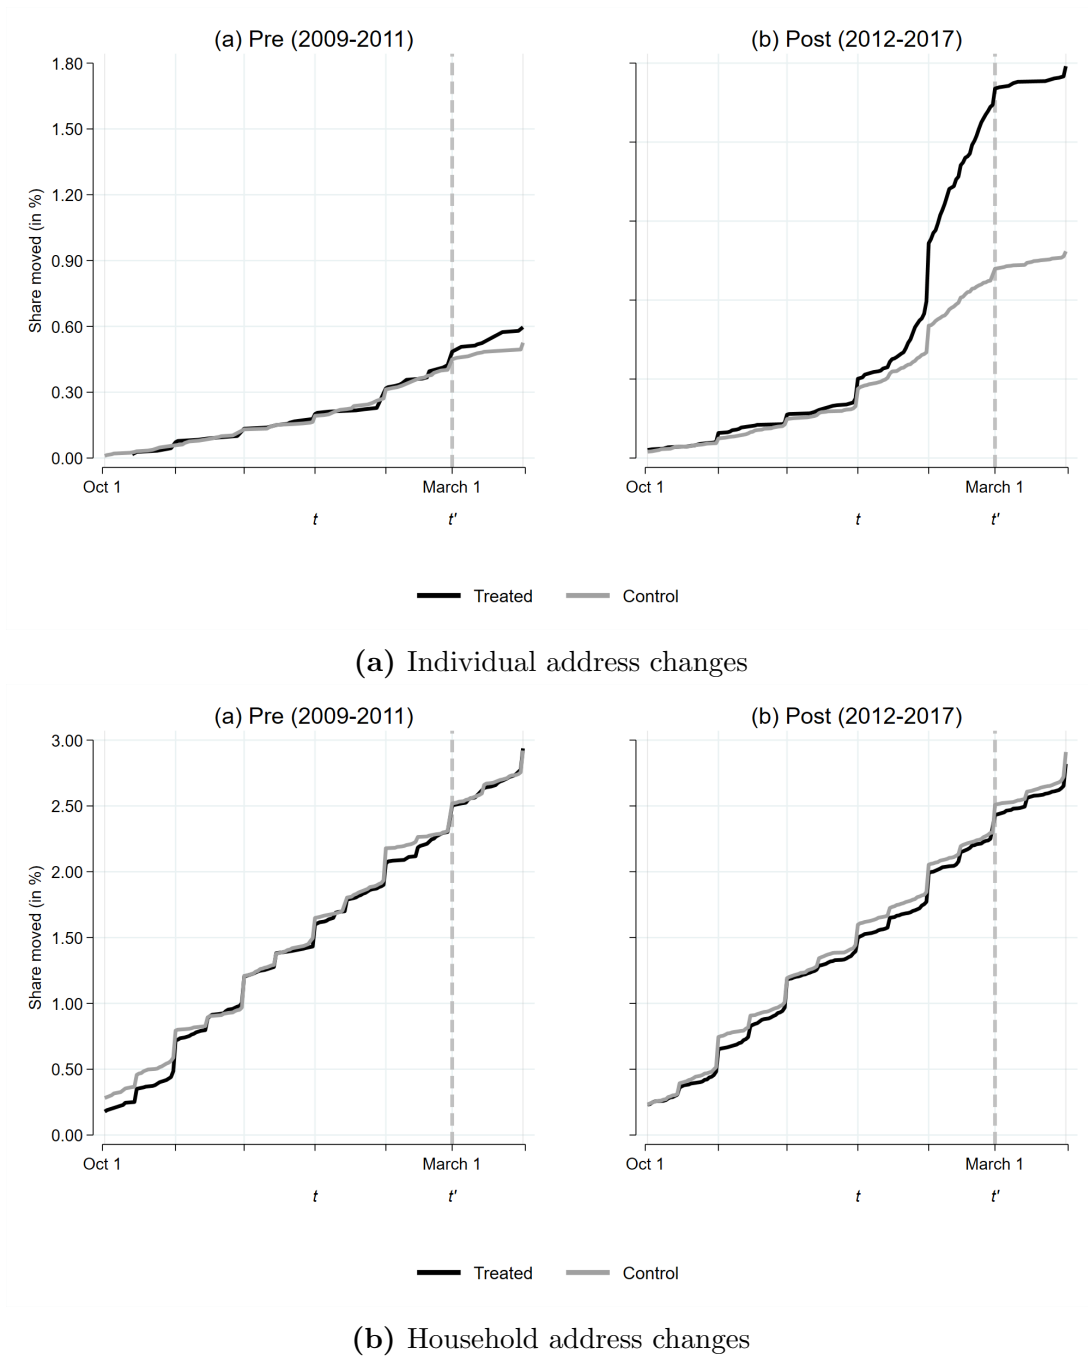 (a) Pre (2009-2011)
(b) Post (2012-2017)
Share moved (in %)
1.80
1.50
1.20
0.90
0.60
0.30
0.00
Oct 1
March 1
Oct 1
March 1
t
t'
t
t'
Treated
Control
(a) Individual address changes
(a) Pre (2009-2011)
(b) Post (2012-2017)
Share moved (in %)
3.00
2.50
2.00
1.50
1.00
0.50
0.00
Oct 1
March 1
Oct 1
March 1
t
t'
t
t'
Treated
Control
(b) Household address changes